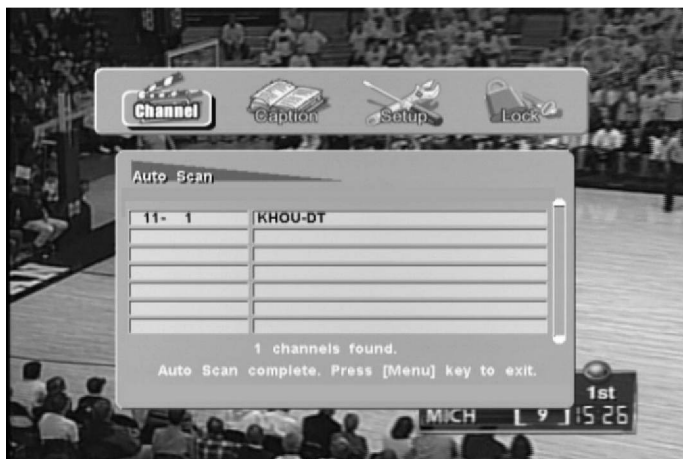 Channel Caption Setup Lock
Auto Scan
11- 1 KHOU-DT
1 channels found.
Auto Scan complete. Press [Menu] key to exit.
1st
MICH [ 9 ] 15 26